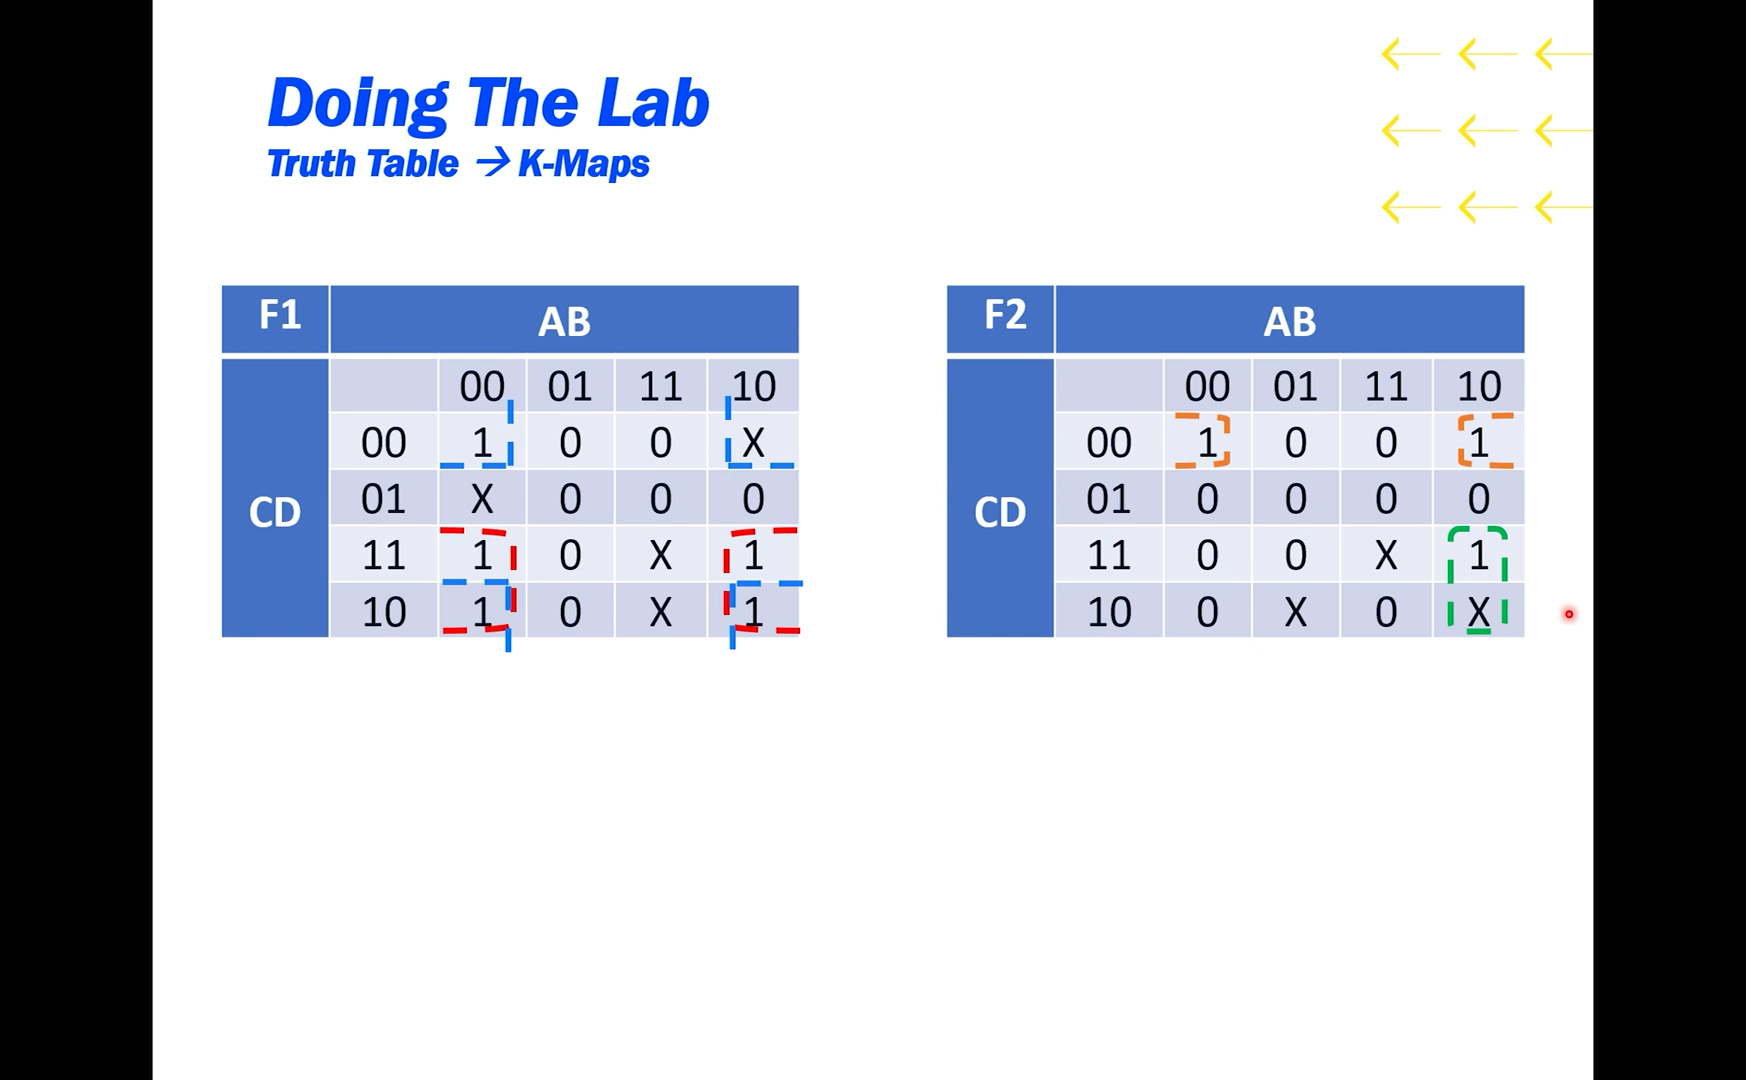 Doing The Lab
Truth Table → K-Maps
F1 AB
CD
00 01 11 10
00 1 0 0 X
01 X 0 0 0
11 1 0 X 1
10 1 0 X 1
F2 AB
CD
00 01 11 10
00 1 0 0 1
01 0 0 0 0
11 0 0 X 1
10 0 X 0 X